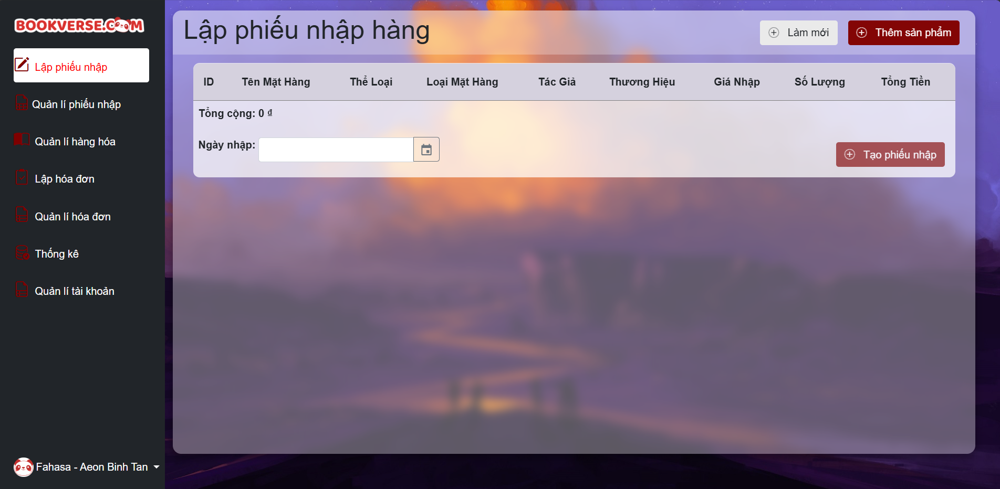 BOOKVERSE.COM
Lập phiếu nhập
Quản lí phiếu nhập
Quản lí hàng hóa
Lập hóa đơn
Quản lí hóa đơn
Thống kê
Quản lí tài khoản
Fahasa - Aeon Binh Tan
Lập phiếu nhập hàng
Làm mới
Thêm sản phẩm
ID Tên Mặt Hàng Thể Loại Loại Mặt Hàng Tác Giả Thương Hiệu Giá Nhập Số Lượng Tổng Tiền
Tổng cộng: 0 ₫
Ngày nhập:
Tạo phiếu nhập